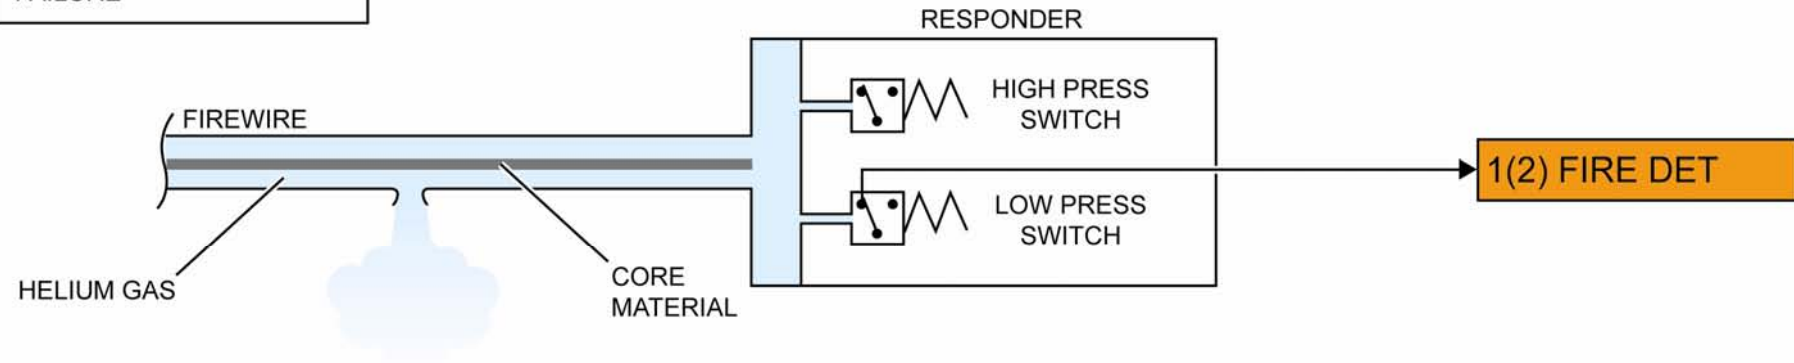 RESPONDER
HIGH PRESS
SWITCH
FIREWIRE
1(2) FIRE DET
LOW PRESS
SWITCH
HELIUM GAS
CORE
MATERIAL